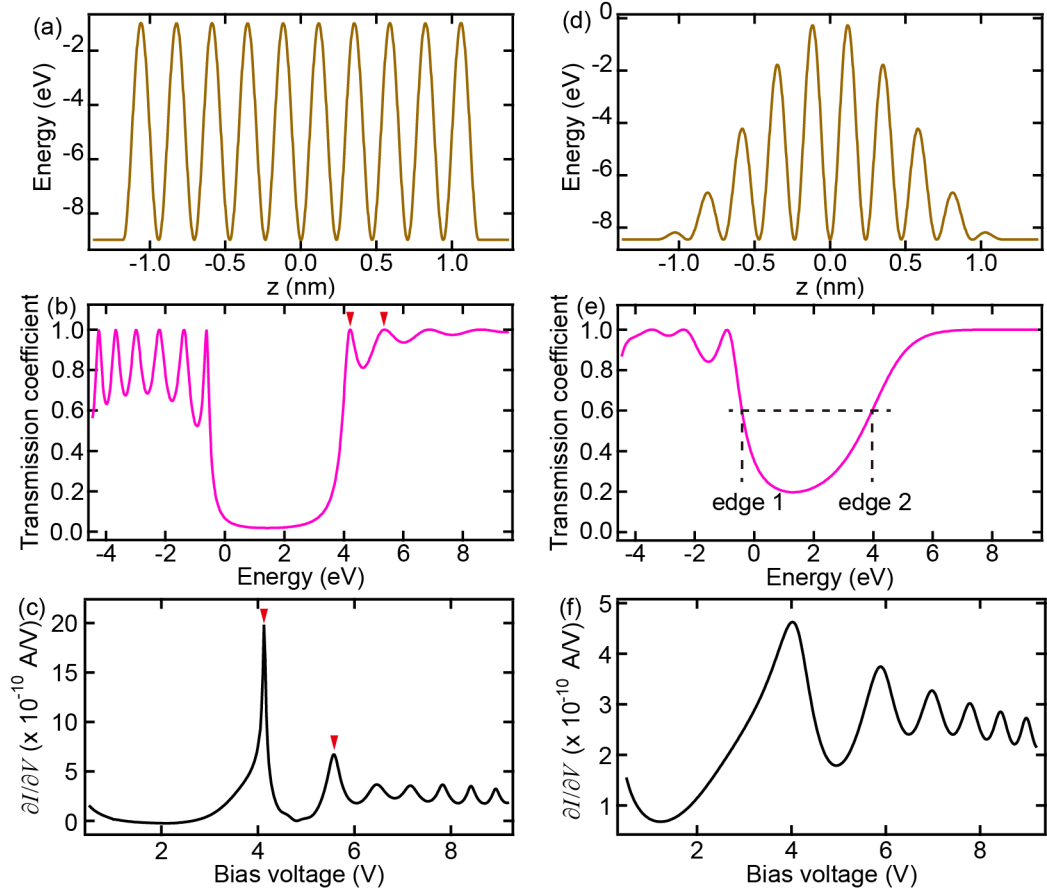 (a)
Energy (eV)
-2
-4
-6
-8
-1.0 -0.5 0.0 0.5 1.0
z (nm)
(b)
Transmission coefficient
1.0
0.8
0.6
0.4
0.2
0.0
-4 -2 0 2 4 6 8
Energy (eV)
(c)
∂I/∂V (x 10⁻¹⁰ A/V)
20
15
10
5
0
2 4 6 8
Bias voltage (V)
(d)
Energy (eV)
0
-2
-4
-6
-8
-1.0 -0.5 0.0 0.5 1.0
z (nm)
(e)
Transmission coefficient
1.0
0.8
0.6
0.4
0.2
0.0
edge 1 edge 2
-4 -2 0 2 4 6 8
Energy (eV)
(f)
∂I/∂V (x 10⁻¹⁰ A/V)
5
4
3
2
1
2 4 6 8
Bias voltage (V)